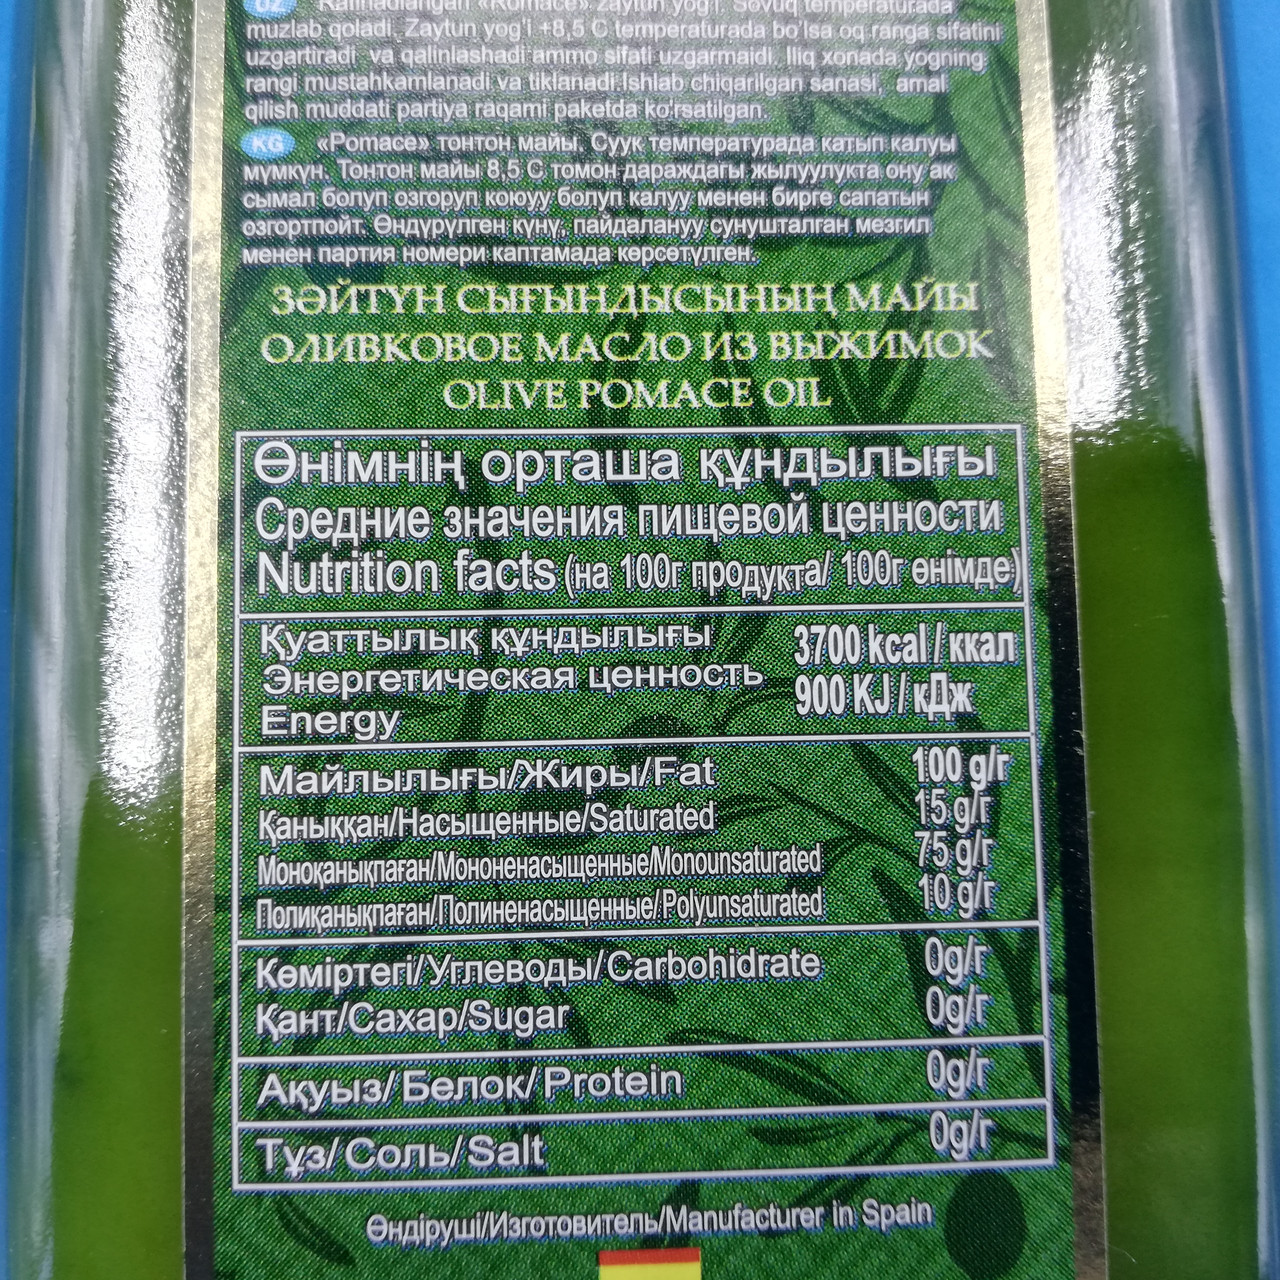 UZ Rafinadlangan «Romace» Zaytun yog'i. Sovuq temperaturada
muzlab qoladi. Zaytun yog'i +8,5 C temperaturada bo'lsa oq ranga sifatini
uzgartiradi va qalinlashadi ammo sifati uzgarmaidi. Iliq xonada yogning
rangi mustahkamlanadi va tiklanadi.Ishlab chiqarilgan sanasi, amal
qilish muddati partiya raqami paketda ko'rsatilgan.
KG «Pomace» тонтон майы. Суук температурада катып калуы
мүмкүн. Тонтон майы 8,5 С томон дараждагы жылуулукта ону ак
сымал болуп озгоруп коюуу болуп калуу менен бирге сапатын
озгортпойт. Өндүрүлген күнү, пайдалануу сунушталган мезгил
менен партия номери каптамада көрсөтүлген.
ЗӘЙТҮН СЫҒЫНДЫСЫНЫҢ МАЙЫ
ОЛИВКОВОЕ МАСЛО ИЗ ВЫЖИМОК
OLIVE POMACE OIL
Өнімнің орташа құндылығы
Средние значения пищевой ценности
Nutrition facts (на 100г продукта/ 100г өнімде)
Қуаттылық құндылығы 3700 kcal / ккал
Энергетическая ценность 900 KJ / кДж
Energy
Майлылығы/Жиры/Fat 100 g/г
Қаныққан/Насыщенные/Saturated 15 g/г
Моноқанықпаған/Мононенасыщенные/Monounsaturated 75 g/г
Полиқанықпаған/Полиненасыщенные/Polyunsaturated 10 g/г
Көміртегі/Углеводы/Carbohidrate 0g/г
Қант/Сахар/Sugar 0g/г
Ақуыз/Белок/Protein 0g/г
Тұз/Соль/Salt 0g/г
Өндіруші/Изготовитель/Manufacturer in Spain